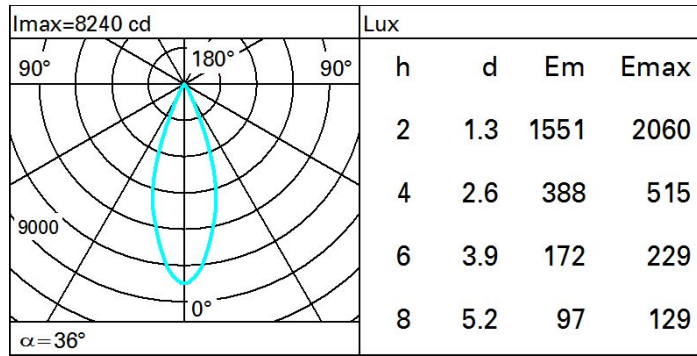 Imax=8240 cd
Lux
90°
180°
90°
9000
0°
α=36°
h d Em Emax
2 1.3 1551 2060
4 2.6 388 515
6 3.9 172 229
8 5.2 97 129